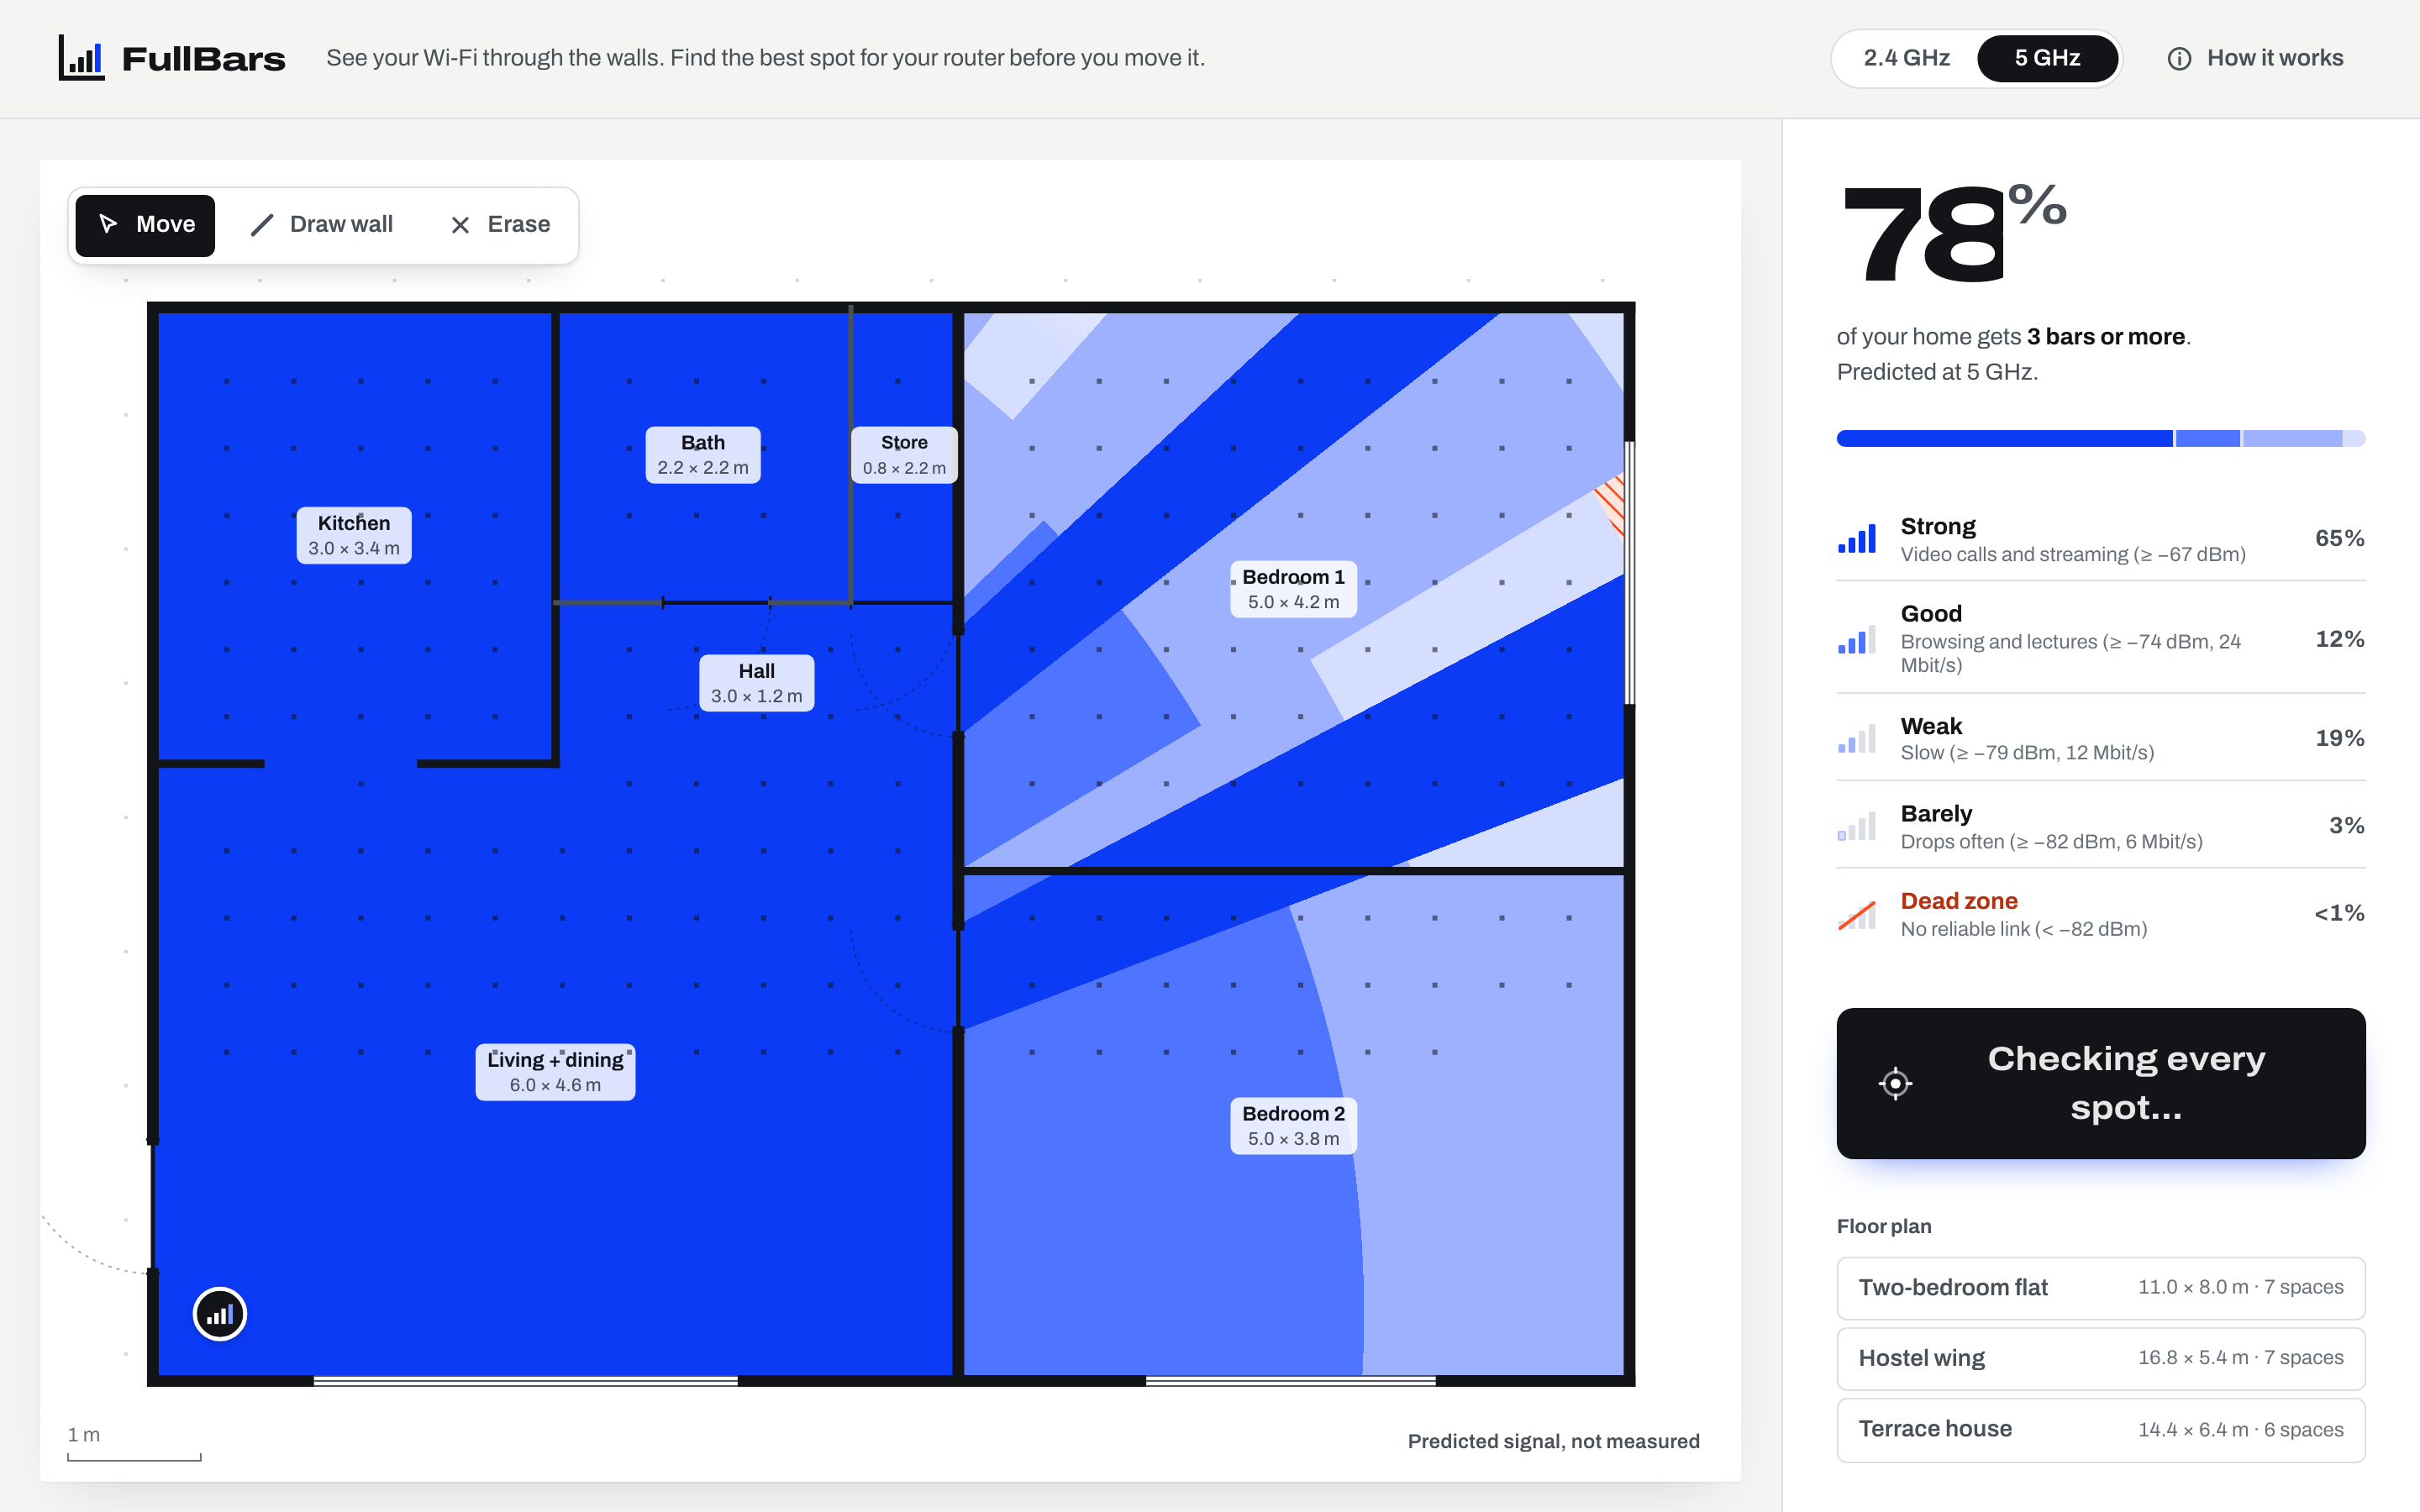 FullBars
See your Wi-Fi through the walls. Find the best spot for your router before you move it.
2.4 GHz
5 GHz
How it works
Move
Draw wall
Erase
Kitchen
3.0 × 3.4 m
Bath
2.2 × 2.2 m
Store
0.8 × 2.2 m
Hall
3.0 × 1.2 m
Bedroom 1
5.0 × 4.2 m
Living + dining
6.0 × 4.6 m
Bedroom 2
5.0 × 3.8 m
1 m
Predicted signal, not measured
78%
of your home gets 3 bars or more.
Predicted at 5 GHz.
Strong
Video calls and streaming (≥ −67 dBm)
65%
Good
Browsing and lectures (≥ −74 dBm, 24
Mbit/s)
12%
Weak
Slow (≥ −79 dBm, 12 Mbit/s)
19%
Barely
Drops often (≥ −82 dBm, 6 Mbit/s)
3%
Dead zone
No reliable link (< −82 dBm)
<1%
Checking every
spot…
Floor plan
Two-bedroom flat
11.0 × 8.0 m · 7 spaces
Hostel wing
16.8 × 5.4 m · 7 spaces
Terrace house
14.4 × 6.4 m · 6 spaces